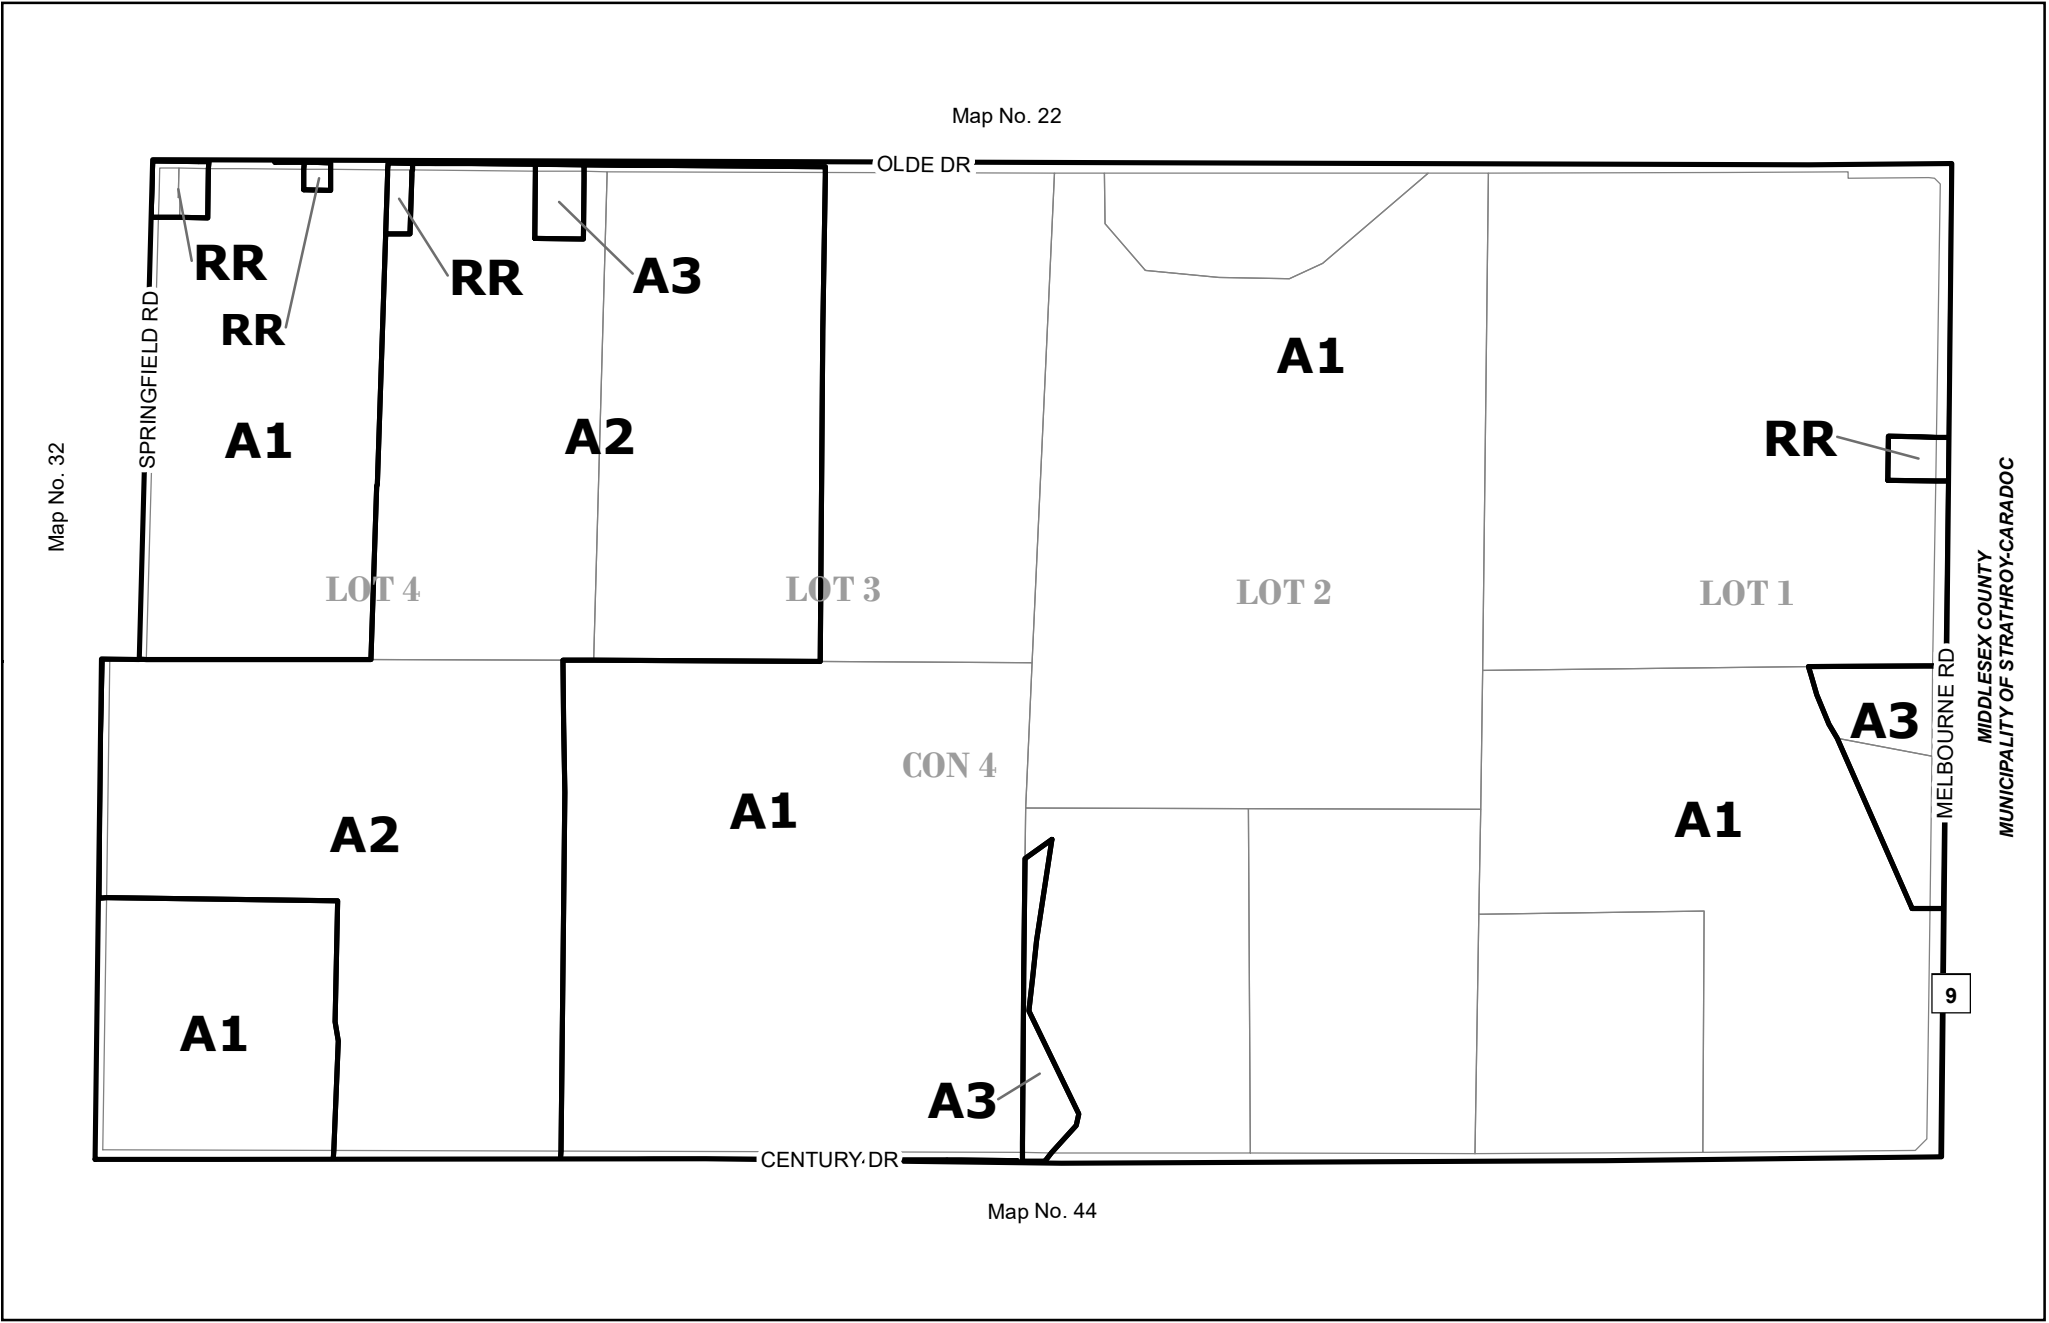 Map No. 22
OLDE DR
RR
RR
A3
RR
SPRINGFIELD RD
A1
A1
A2
RR
Map No. 32
MIDDLESEX COUNTY
MUNICIPALITY OF STRATHROY-CARADOC
LOT 4
LOT 3
LOT 2
LOT 1
MELBOURNE RD
A3
CON 4
A1
A2
A1
9
A1
A3
CENTURY DR
Map No. 44